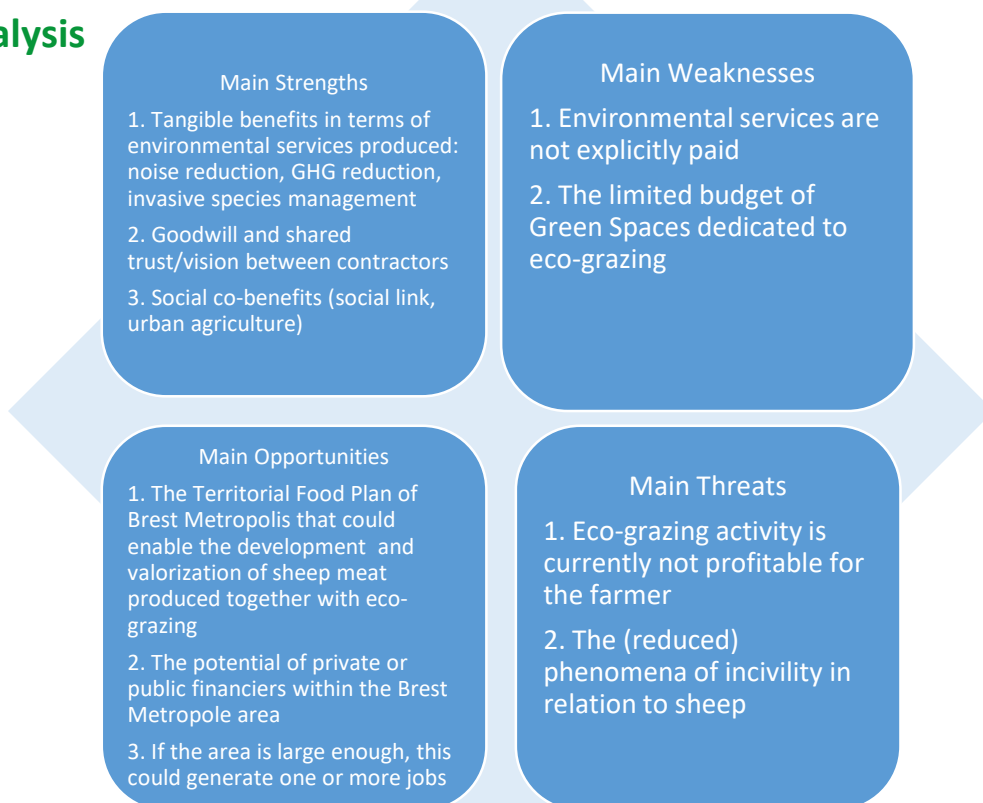 alysis
Main Strengths
1. Tangible benefits in terms of
environmental services produced:
noise reduction, GHG reduction,
invasive species management
2. Goodwill and shared
trust/vision between contractors
3. Social co-benefits (social link,
urban agriculture)
Main Weaknesses
1. Environmental services are
not explicitly paid
2. The limited budget of
Green Spaces dedicated to
eco-grazing
Main Opportunities
1. The Territorial Food Plan of
Brest Metropolis that could
enable the development and
valorization of sheep meat
produced together with eco-
grazing
2. The potential of private or
public financiers within the Brest
Metropole area
3. If the area is large enough, this
could generate one or more jobs
Main Threats
1. Eco-grazing activity is
currently not profitable for
the farmer
2. The (reduced)
phenomena of incivility in
relation to sheep